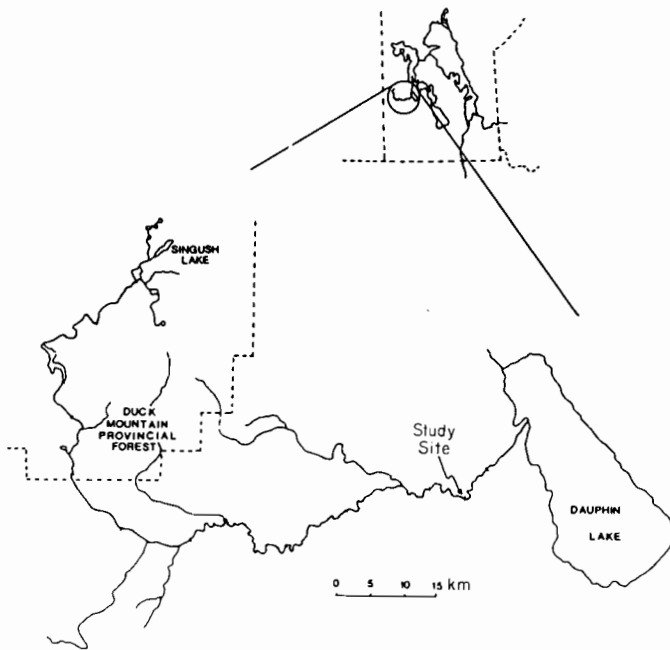 SINGUSH
LAKE
DUCK
MOUNTAIN
PROVINCIAL
FOREST
Study
Site
DAUPHIN
LAKE
0 5 10 15 km